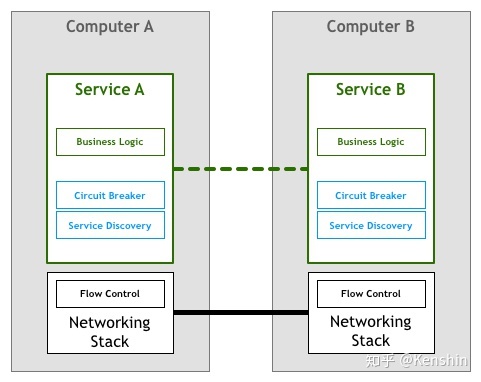 Computer A
Service A
Business Logic
Circuit Breaker
Service Discovery
Flow Control
Networking
Stack
Computer B
Service B
Business Logic
Circuit Breaker
Service Discovery
Flow Control
Networking
Stack
知乎 @Kenshin